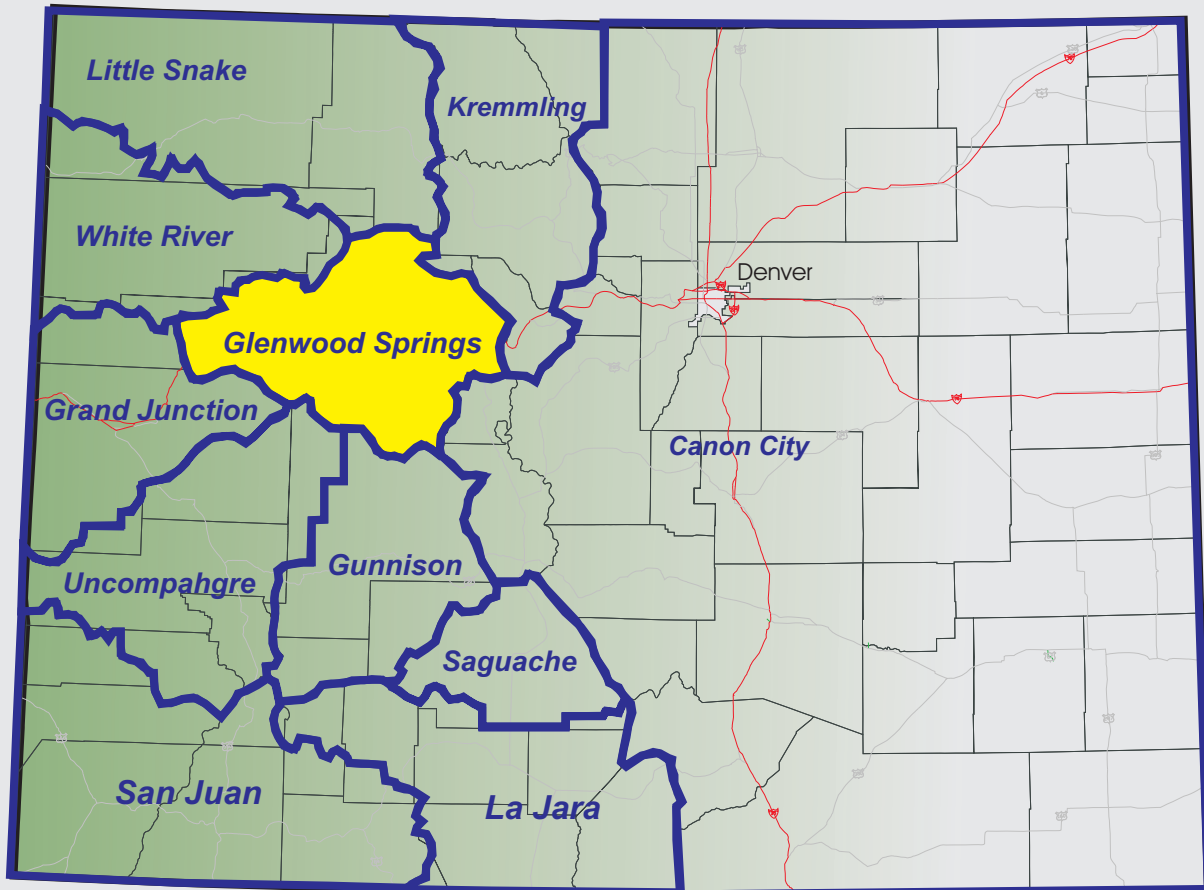 Little Snake
Kremmling
White River
Denver
Glenwood Springs
Grand Junction
Canon City
Gunnison
Uncompahgre
Saguache
San Juan
La Jara